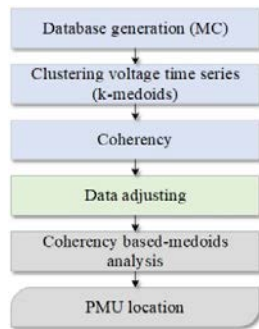 Database generation (MC)
Clustering voltage time series
(k-medoids)
Coherency
Data adjusting
Coherency based-medoids
analysis
PMU location